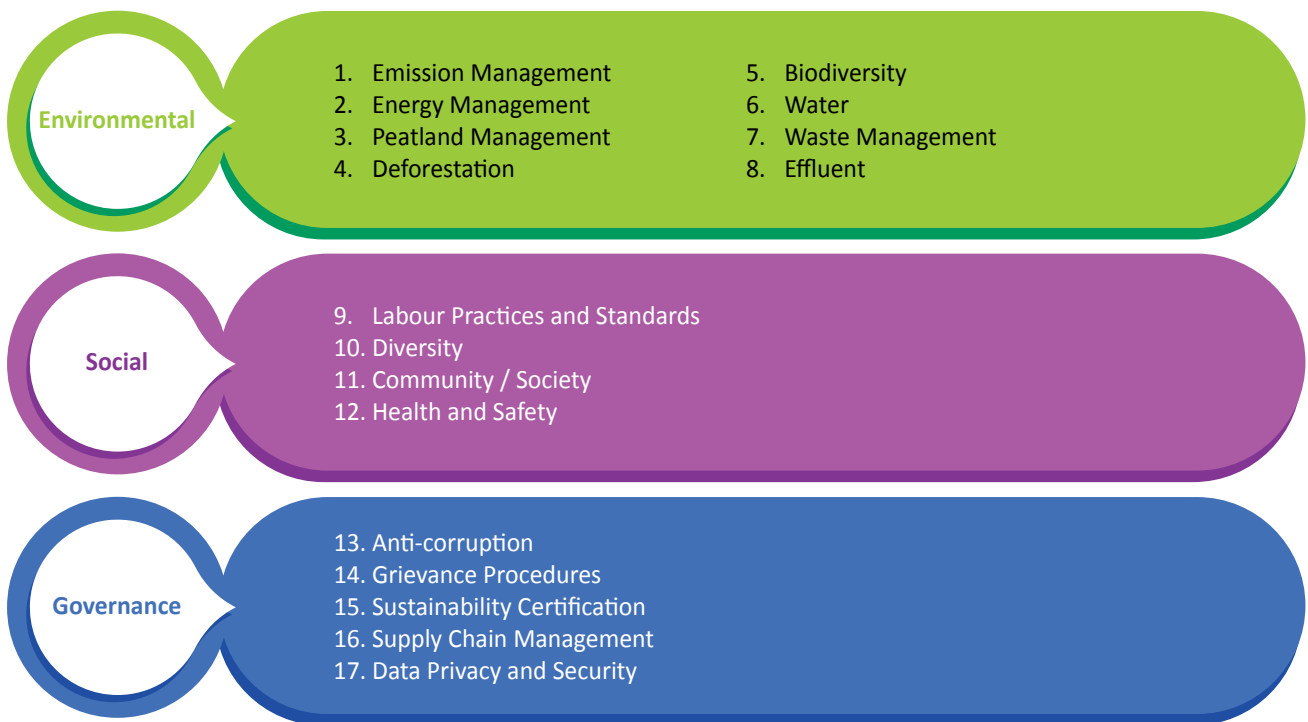 Environmental
1. Emission Management
2. Energy Management
3. Peatland Management
4. Deforestation
5. Biodiversity
6. Water
7. Waste Management
8. Effluent
Social
9. Labour Practices and Standards
10. Diversity
11. Community / Society
12. Health and Safety
Governance
13. Anti-corruption
14. Grievance Procedures
15. Sustainability Certification
16. Supply Chain Management
17. Data Privacy and Security